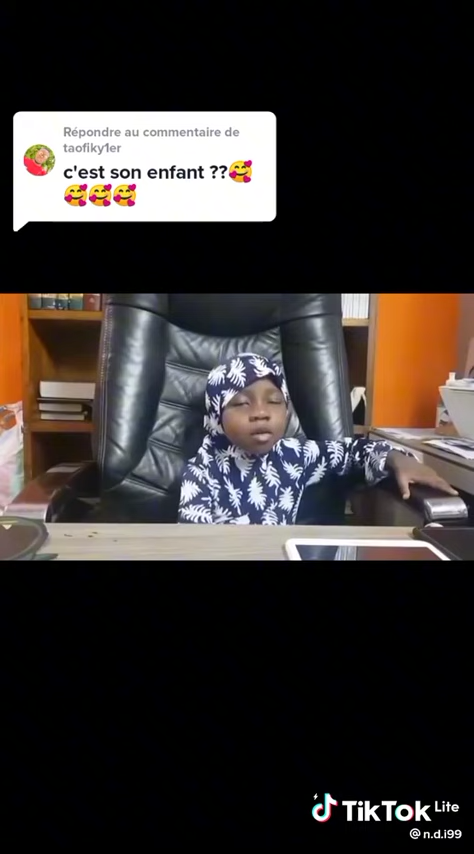 Répondre au commentaire de
taofiky1er
c'est son enfant ??🥰
🥰🥰🥰
TikTok Lite
@n.d.i99